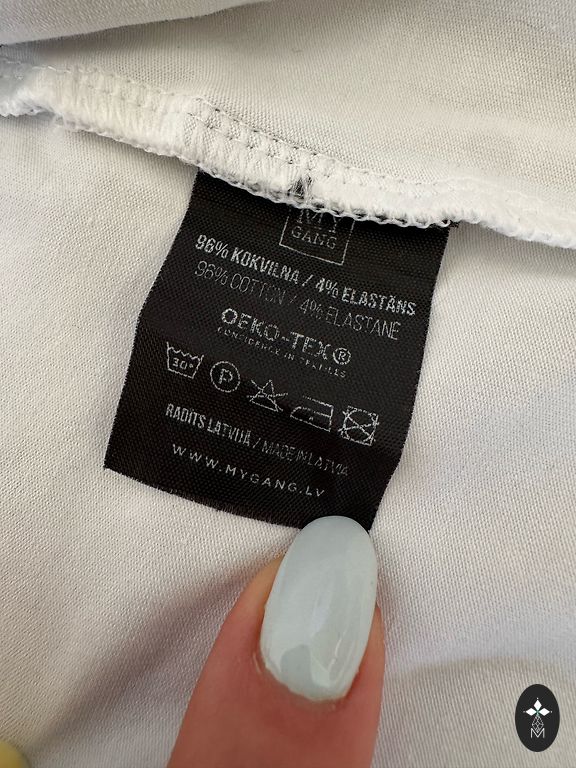 MY
GANG
96% KOKVILNA / 4% ELASTĀNS
96% COTTON / 4% ELASTANE
OEKO-TEX®
CONFIDENCE IN TEXTILES
30°
P
RADĪTS LATVIJĀ / MADE IN LATVIA
WWW.MYGANG.LV
M